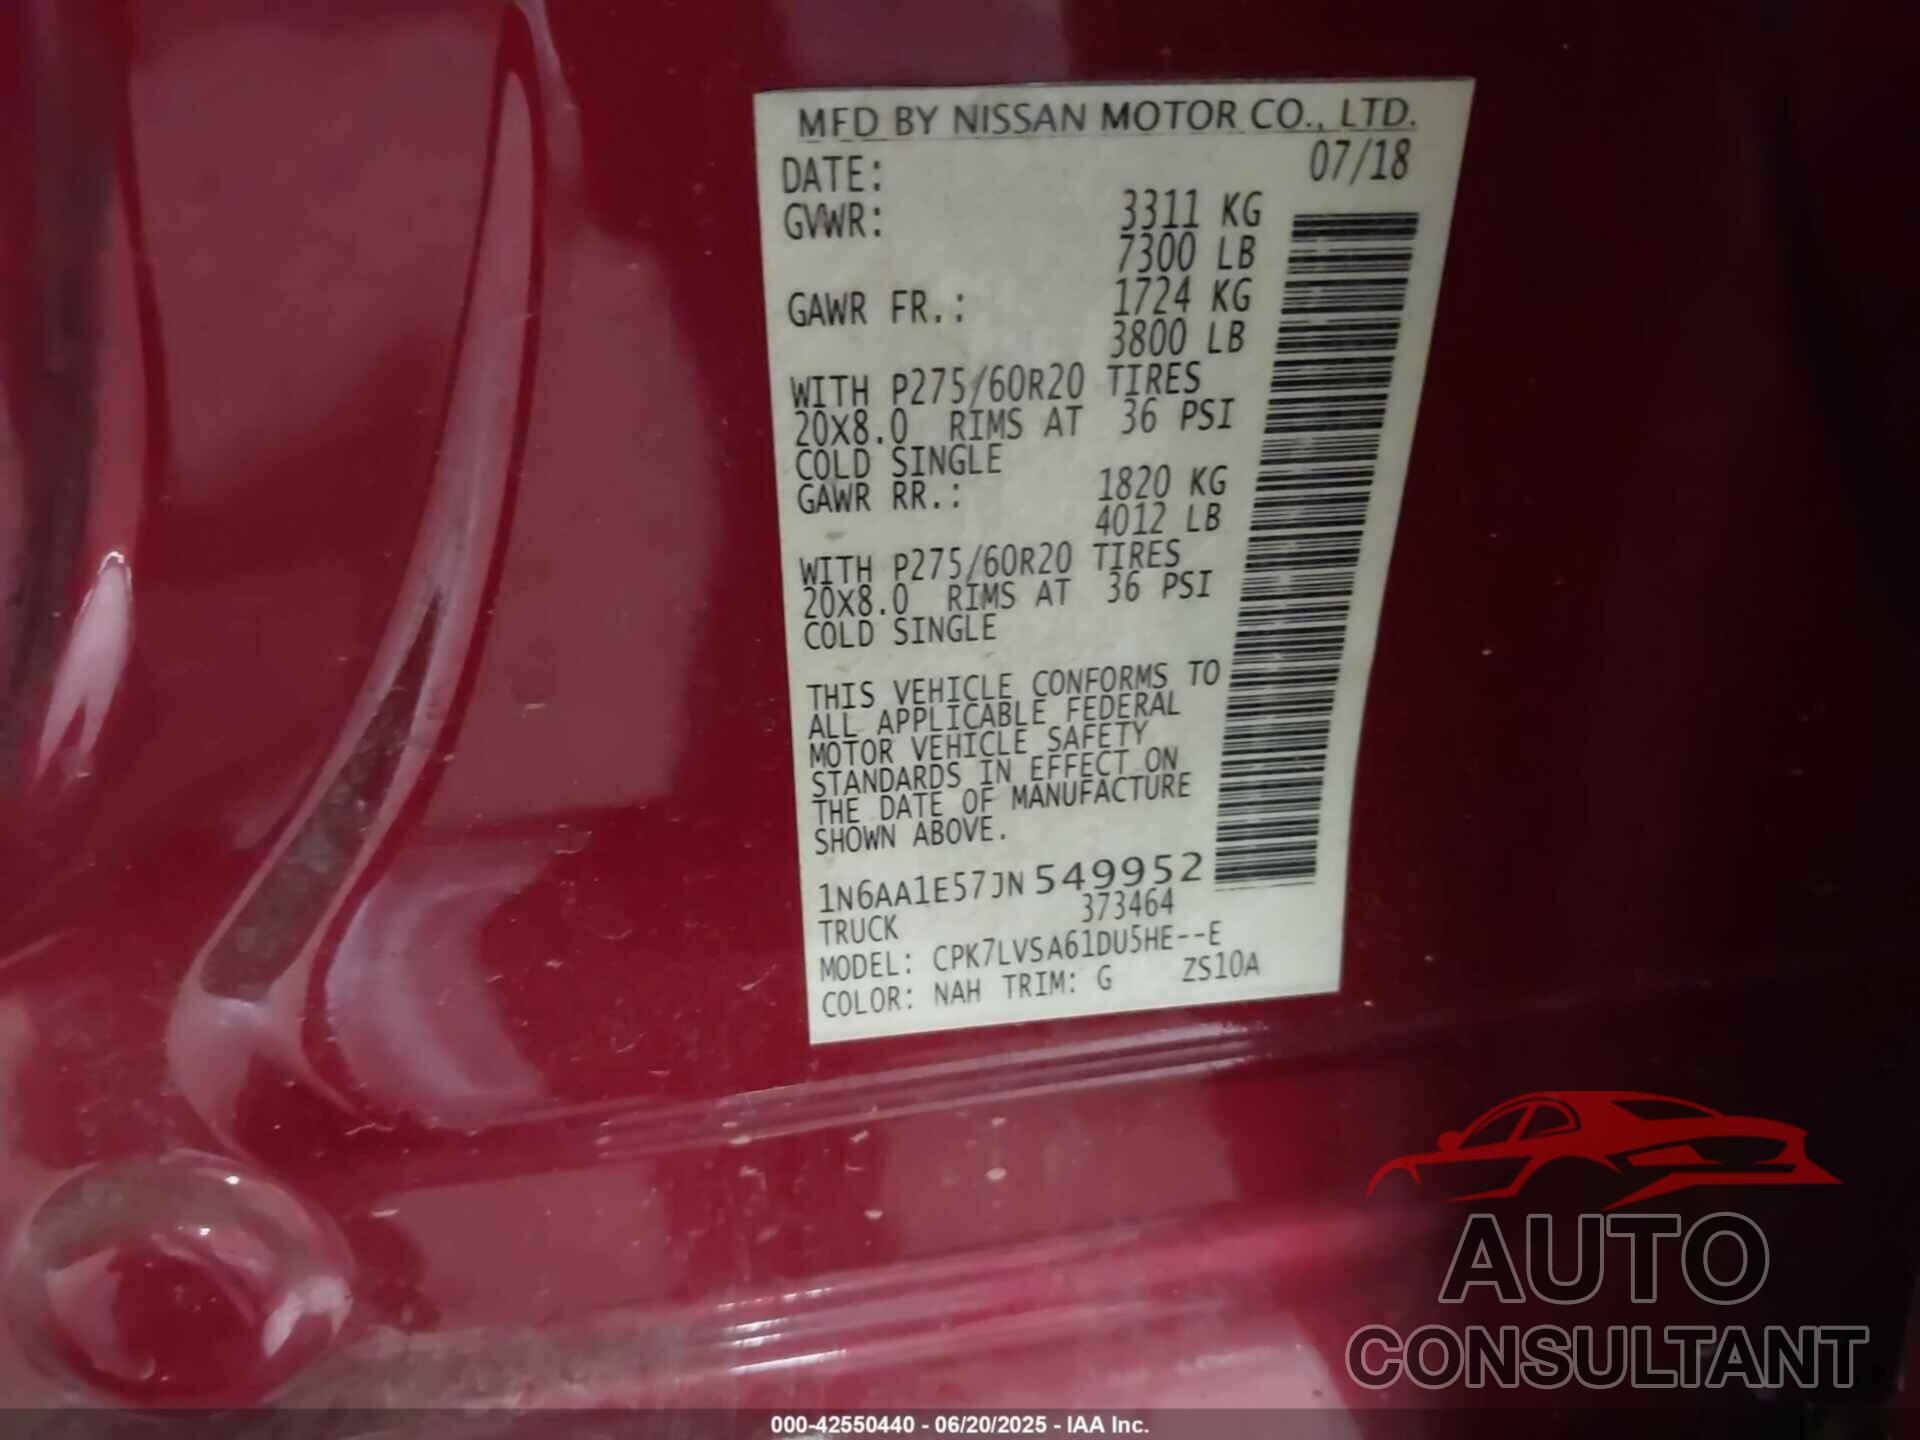 MFD BY NISSAN MOTOR CO., LTD.
DATE: 07/18
GVWR: 3311 KG
7300 LB
GAWR FR.: 1724 KG
3800 LB
WITH P275/60R20 TIRES
20X8.0 RIMS AT 36 PSI
COLD SINGLE
GAWR RR.: 1820 KG
4012 LB
WITH P275/60R20 TIRES
20X8.0 RIMS AT 36 PSI
COLD SINGLE
THIS VEHICLE CONFORMS TO
ALL APPLICABLE FEDERAL
MOTOR VEHICLE SAFETY
STANDARDS IN EFFECT ON
THE DATE OF MANUFACTURE
SHOWN ABOVE.
1N6AA1E57JN549952
TRUCK 373464
MODEL: CPK7LVSA61DU5HE--E
COLOR: NAH TRIM: G ZS10A
AUTO
CONSULTANT
000-42550440 - 06/20/2025 - IAA Inc.